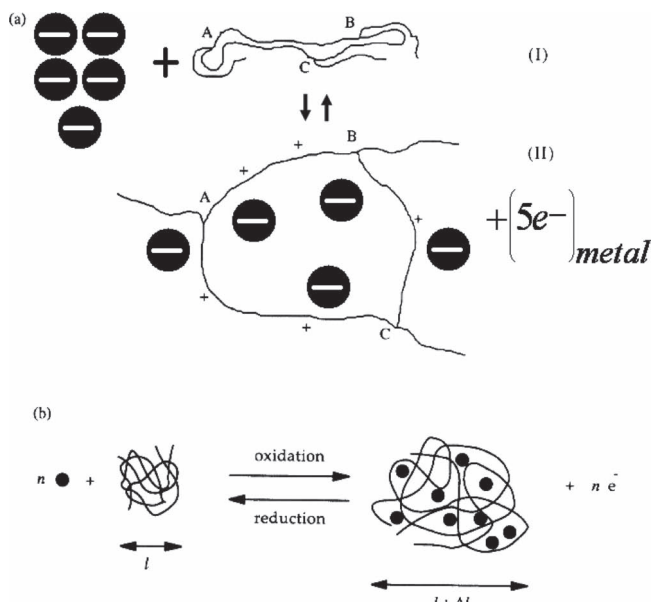 (a)
A
B
C
(I)
+
B
(II)
A
+
+
+
+
+
+
C
+(5e−)metal
(b)
n
+
oxidation
reduction
+ n e-
l